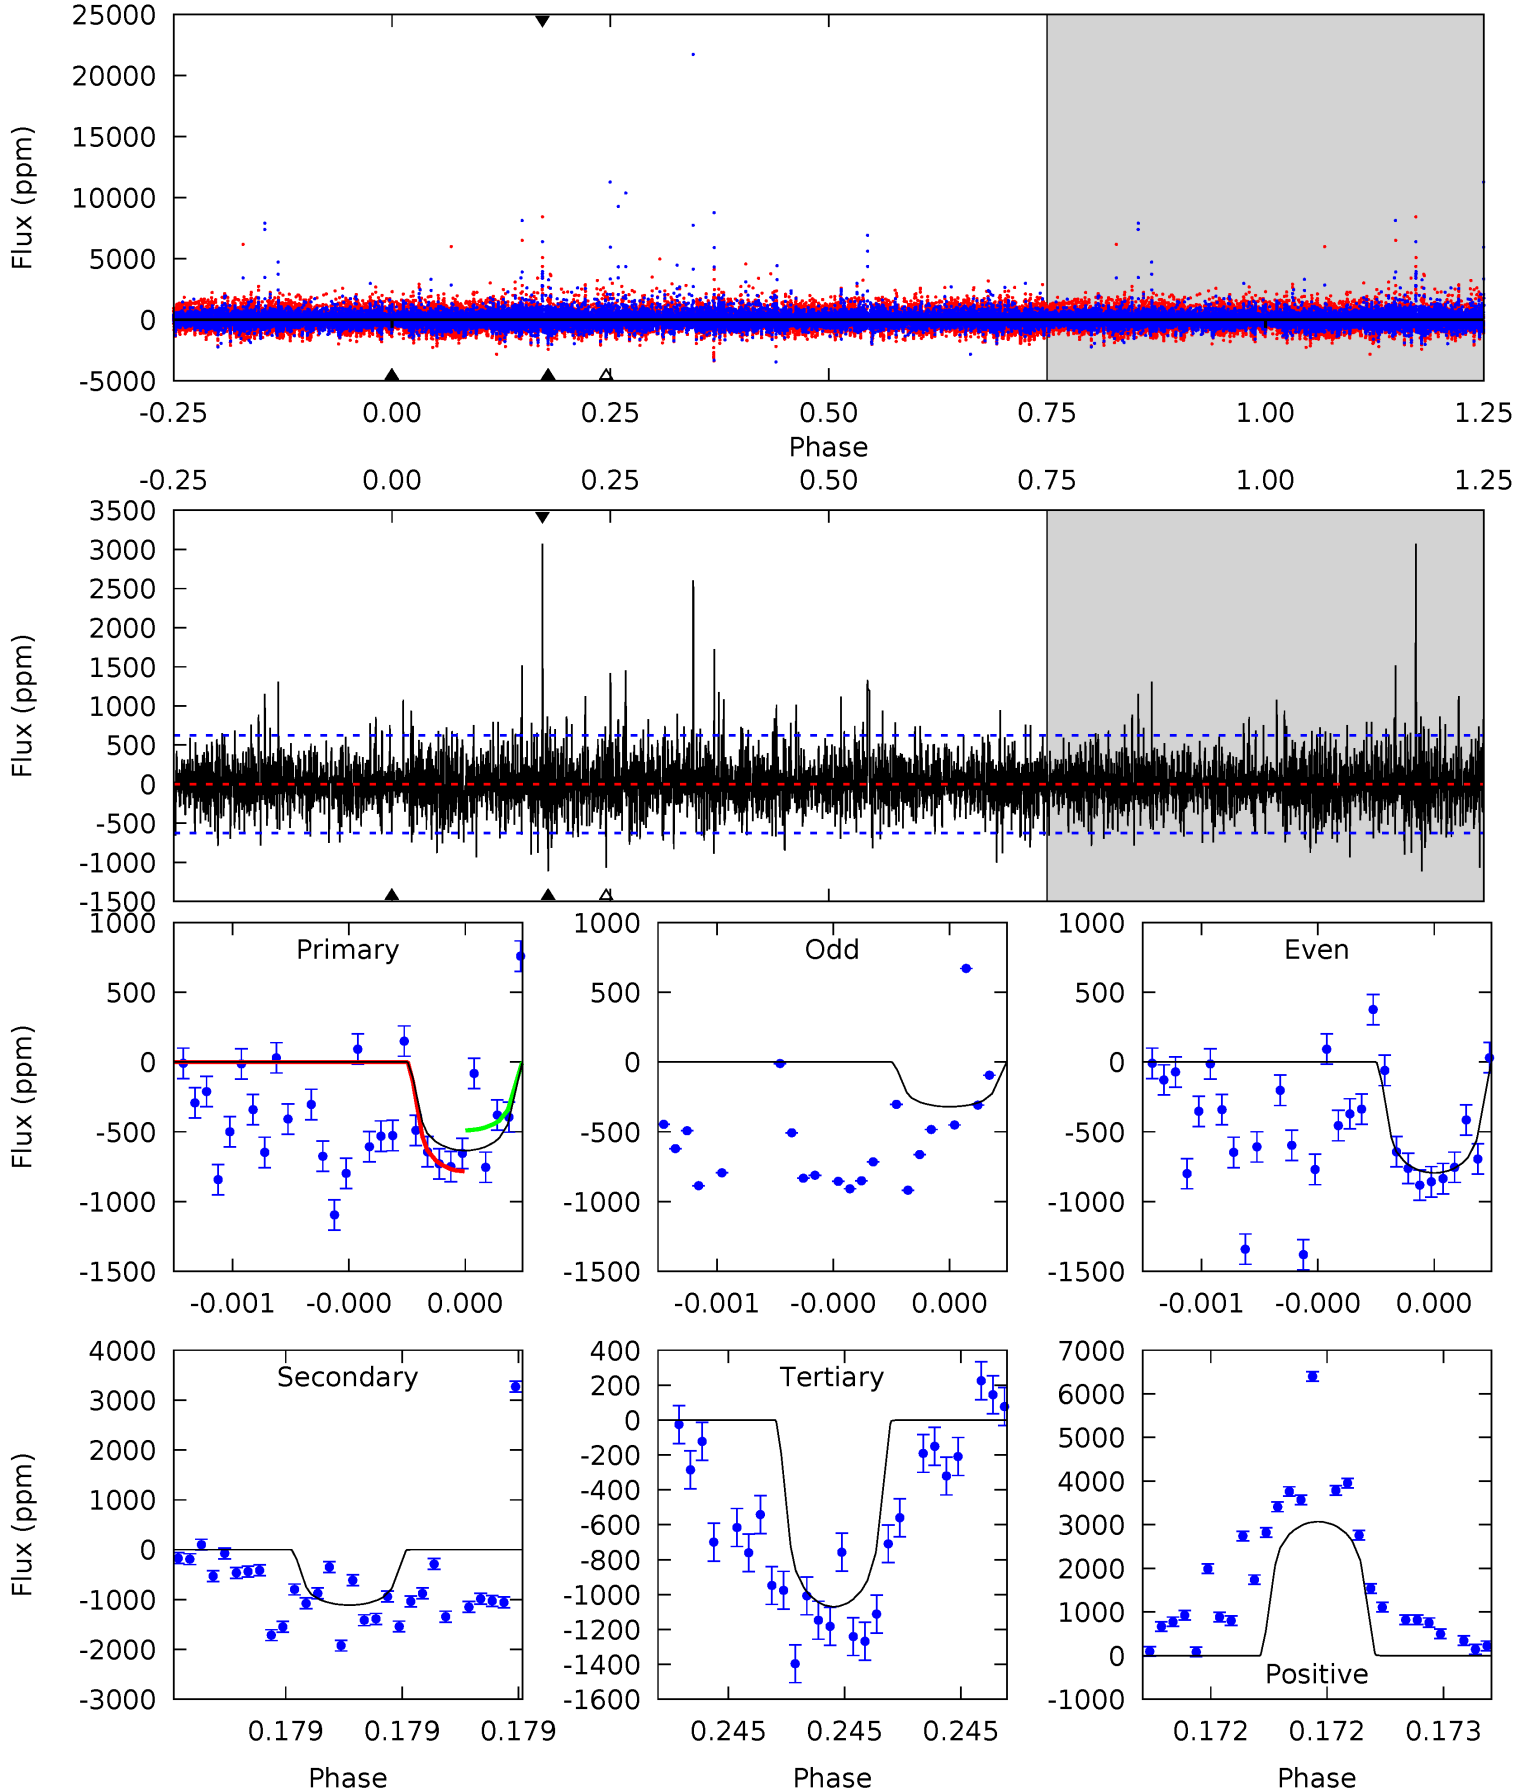 25000
20000
15000
10000
5000
0
-5000
Flux (ppm)
-0.25 0.00 0.25 0.50 0.75 1.00 1.25
Phase
-0.25 0.00 0.25 0.50 0.75 1.00 1.25
3500
3000
2500
2000
1500
1000
500
0
-500
-1000
-1500
Flux (ppm)
Primary
1000
500
0
-500
-1000
-1500
Flux (ppm)
-0.001 -0.000 0.000
Odd
1000
500
0
-500
-1000
-1500
-0.001 -0.000 0.000
Even
1000
500
0
-500
-1000
-1500
-0.001 -0.000 0.000
Secondary
4000
3000
2000
1000
0
-1000
-2000
-3000
Flux (ppm)
0.179 0.179 0.179
Phase
Tertiary
400
200
0
-200
-400
-600
-800
-1000
-1200
-1400
-1600
0.245 0.245 0.245
Phase
7000
6000
5000
4000
3000
2000
1000
0
-1000
Positive
0.172 0.172 0.173
Phase